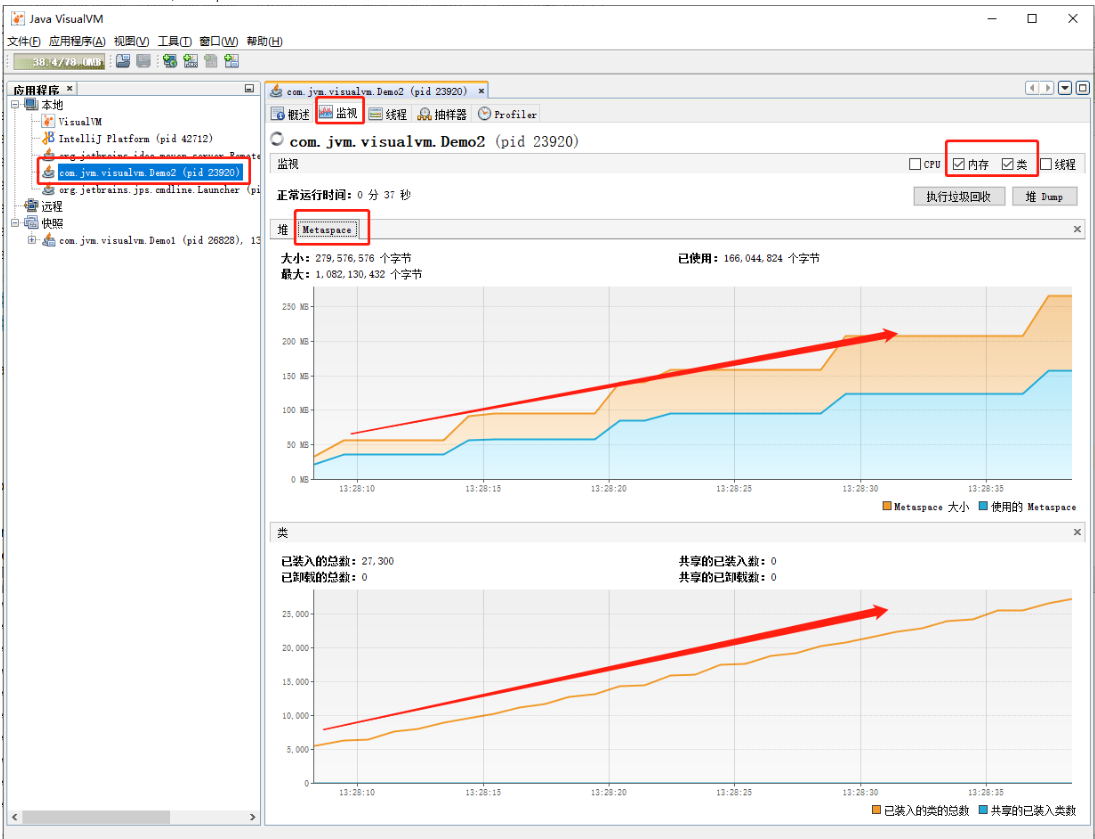 Java VisualVM
文件(F) 应用程序(A) 视图(V) 工具(T) 窗口(W) 帮助(H)
38.4/78.0MB
应用程序
本地
VisualVM
IntelliJ Platform (pid 42712)
org.jetbrains.idea.maven.server.Remote
com.jvm.visualvm.Demo2 (pid 23920)
org.jetbrains.jps.cmdline.Launcher (pi
远程
快照
com.jvm.visualvm.Demo1 (pid 26828), 13
com.jvm.visualvm.Demo2 (pid 23920)
概述 监视 线程 抽样器 Profiler
com.jvm.visualvm.Demo2 (pid 23920)
监视 CPU 内存 类 线程
正常运行时间: 0 分 37 秒 执行垃圾回收 堆 Dump
堆 Metaspace
大小: 279,576,576 个字节 已使用: 166,044,824 个字节
最大: 1,082,130,432 个字节
250 MB
200 MB
150 MB
100 MB
50 MB
0 MB
13:28:10 13:28:15 13:28:20 13:28:25 13:28:30 13:28:35
Metaspace 大小 使用的 Metaspace
类
已装入的总数: 27,300 共享的已装入数: 0
已卸载的总数: 0 共享的已卸载数: 0
25,000
20,000
15,000
10,000
5,000
0
13:28:10 13:28:15 13:28:20 13:28:25 13:28:30 13:28:35
已装入的类的总数 共享的已装入类数